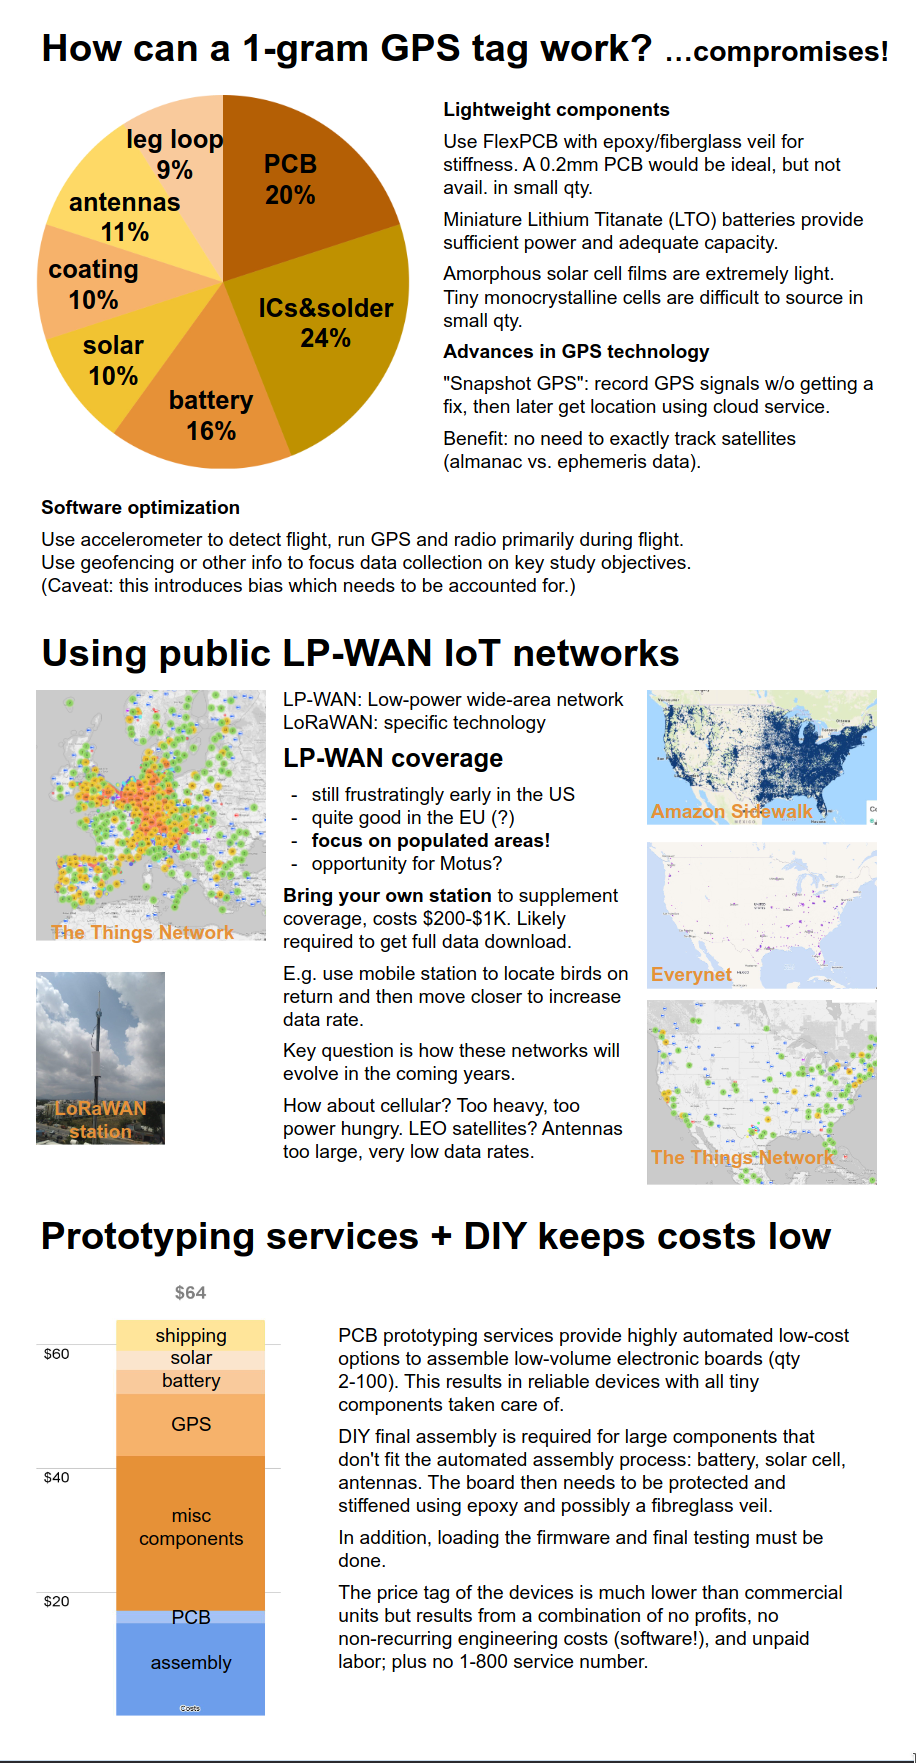 How can a 1-gram GPS tag work? ...compromises!
leg loop
9%
PCB
20%
antennas
11%
coating
10%
ICs&solder
24%
solar
10%
battery
16%
Lightweight components
Use FlexPCB with epoxy/fiberglass veil for
stiffness. A 0.2mm PCB would be ideal, but not
avail. in small qty.
Miniature Lithium Titanate (LTO) batteries provide
sufficient power and adequate capacity.
Amorphous solar cell films are extremely light.
Tiny monocrystalline cells are difficult to source in
small qty.
Advances in GPS technology
"Snapshot GPS": record GPS signals w/o getting a
fix, then later get location using cloud service.
Benefit: no need to exactly track satellites
(almanac vs. ephemeris data).
Software optimization
Use accelerometer to detect flight, run GPS and radio primarily during flight.
Use geofencing or other info to focus data collection on key study objectives.
(Caveat: this introduces bias which needs to be accounted for.)
Using public LP-WAN IoT networks
The Things Network
LoRaWAN
station
LP-WAN: Low-power wide-area network
LoRaWAN: specific technology
LP-WAN coverage
- still frustratingly early in the US
- quite good in the EU (?)
- focus on populated areas!
- opportunity for Motus?
Bring your own station to supplement
coverage, costs $200-$1K. Likely
required to get full data download.
E.g. use mobile station to locate birds on
return and then move closer to increase
data rate.
Key question is how these networks will
evolve in the coming years.
How about cellular? Too heavy, too
power hungry. LEO satellites? Antennas
too large, very low data rates.
Amazon Sidewalk
Everynet
The Things Network
Prototyping services + DIY keeps costs low
$64
shipping
$60
solar
battery
GPS
$40
misc
components
$20
PCB
assembly
Costs
PCB prototyping services provide highly automated low-cost
options to assemble low-volume electronic boards (qty
2-100). This results in reliable devices with all tiny
components taken care of.
DIY final assembly is required for large components that
don't fit the automated assembly process: battery, solar cell,
antennas. The board then needs to be protected and
stiffened using epoxy and possibly a fibreglass veil.
In addition, loading the firmware and final testing must be
done.
The price tag of the devices is much lower than commercial
units but results from a combination of no profits, no
non-recurring engineering costs (software!), and unpaid
labor; plus no 1-800 service number.